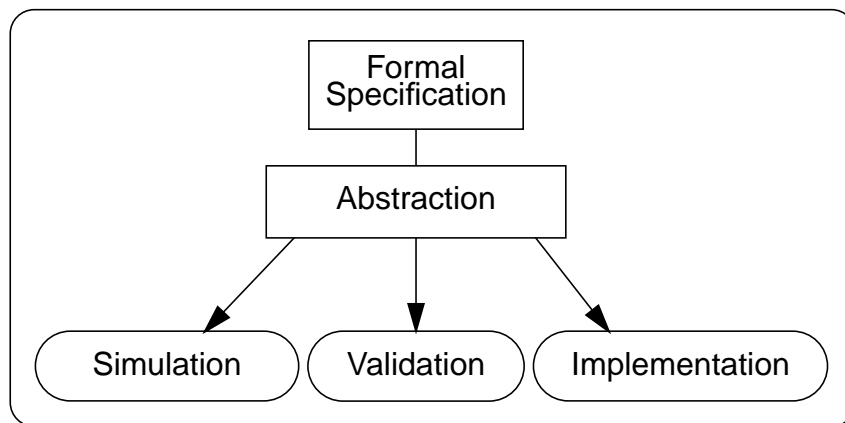 Formal
Specification
Abstraction
Simulation
Validation
Implementation